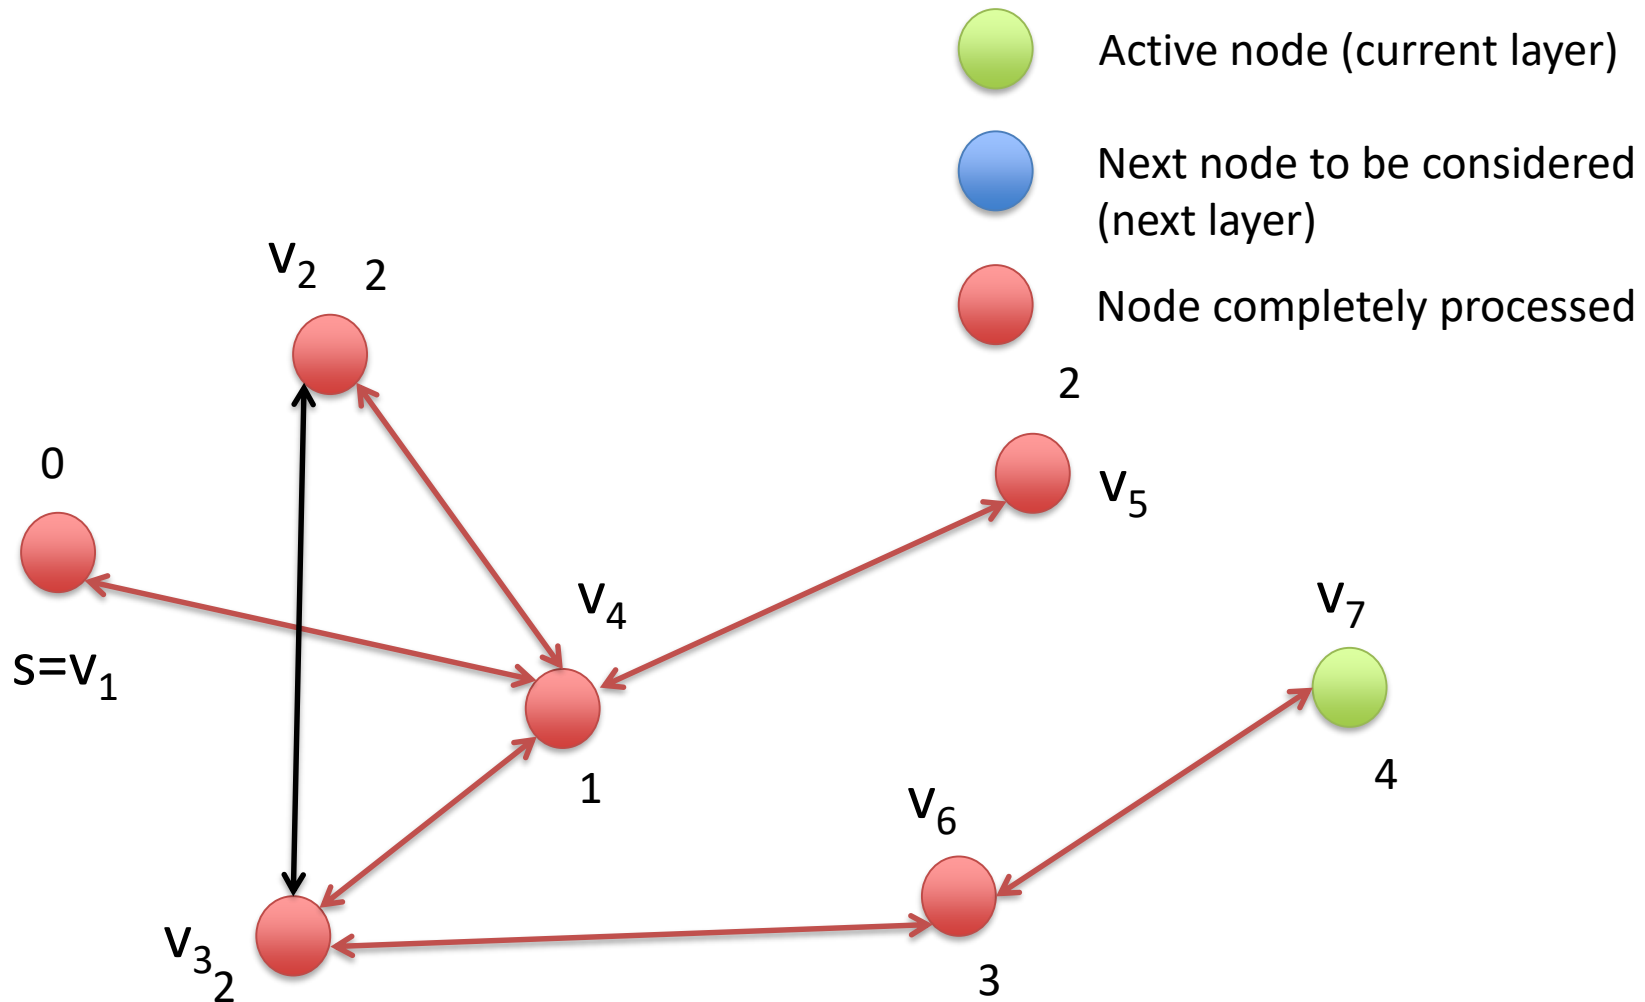 Active node (current layer)
Next node to be considered
(next layer)
Node completely processed
v2
2
2
0
v5
v4
v7
s=v1
1
4
v6
v3
2
3